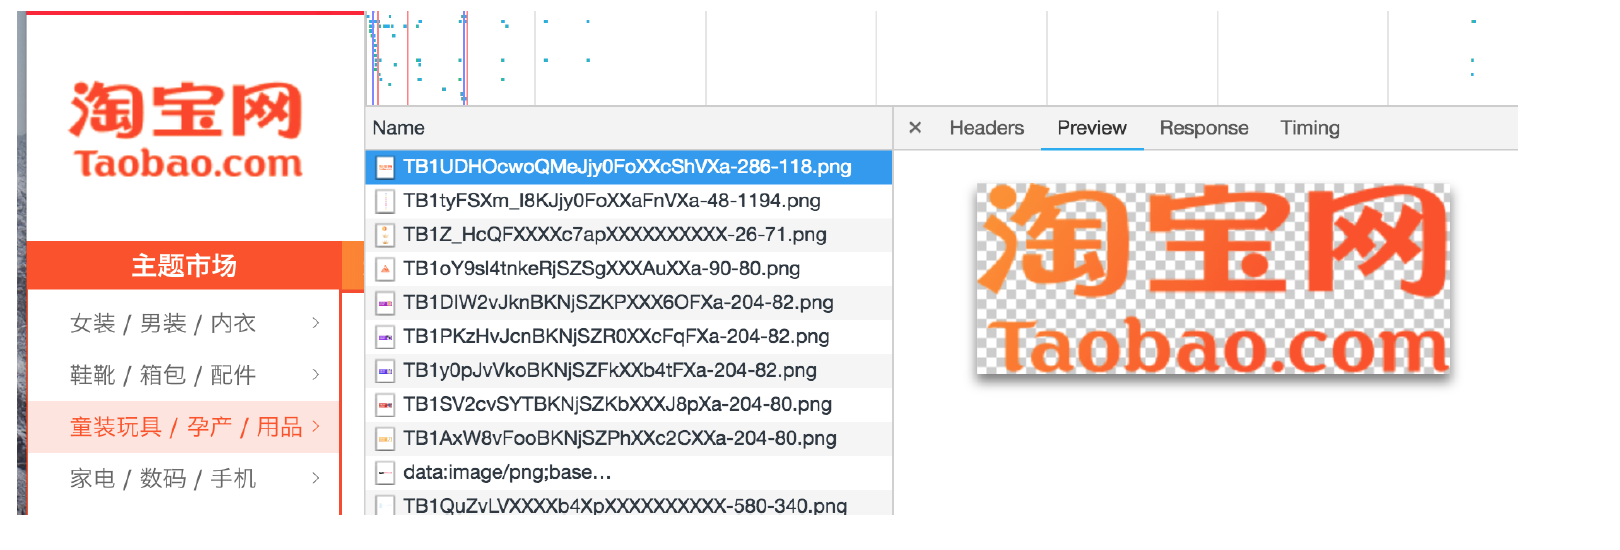 淘宝网
Taobao.com
主题市场
女装 / 男装 / 内衣
鞋靴 / 箱包 / 配件
童装玩具 / 孕产 / 用品
家电 / 数码 / 手机
Name
TB1UDHOcwoQMeJjy0FoXXcShVXa-286-118.png
TB1tyFSXm_I8KJjy0FoXXaFnVXa-48-1194.png
TB1Z_HcQFXXXXc7apXXXXXXXXXX-26-71.png
TB1oY9sl4tnkeRjSZSgXXXAuXXa-90-80.png
TB1DIW2vJknBKNjSZKPXXX6OFXa-204-82.png
TB1PKzHvJcnBKNjSZR0XXcFqFXa-204-82.png
TB1y0pJvVkoBKNjSZFkXXb4tFXa-204-82.png
TB1SV2cvSYTBKNjSZKbXXXJ8pXa-204-80.png
TB1AxW8vFooBKNjSZPhXXc2CXXa-204-80.png
data:image/png;base…
TB1QuZvLVXXXXb4XpXXXXXXXXXX-580-340.png
× Headers Preview Response Timing
淘宝网
Taobao.com